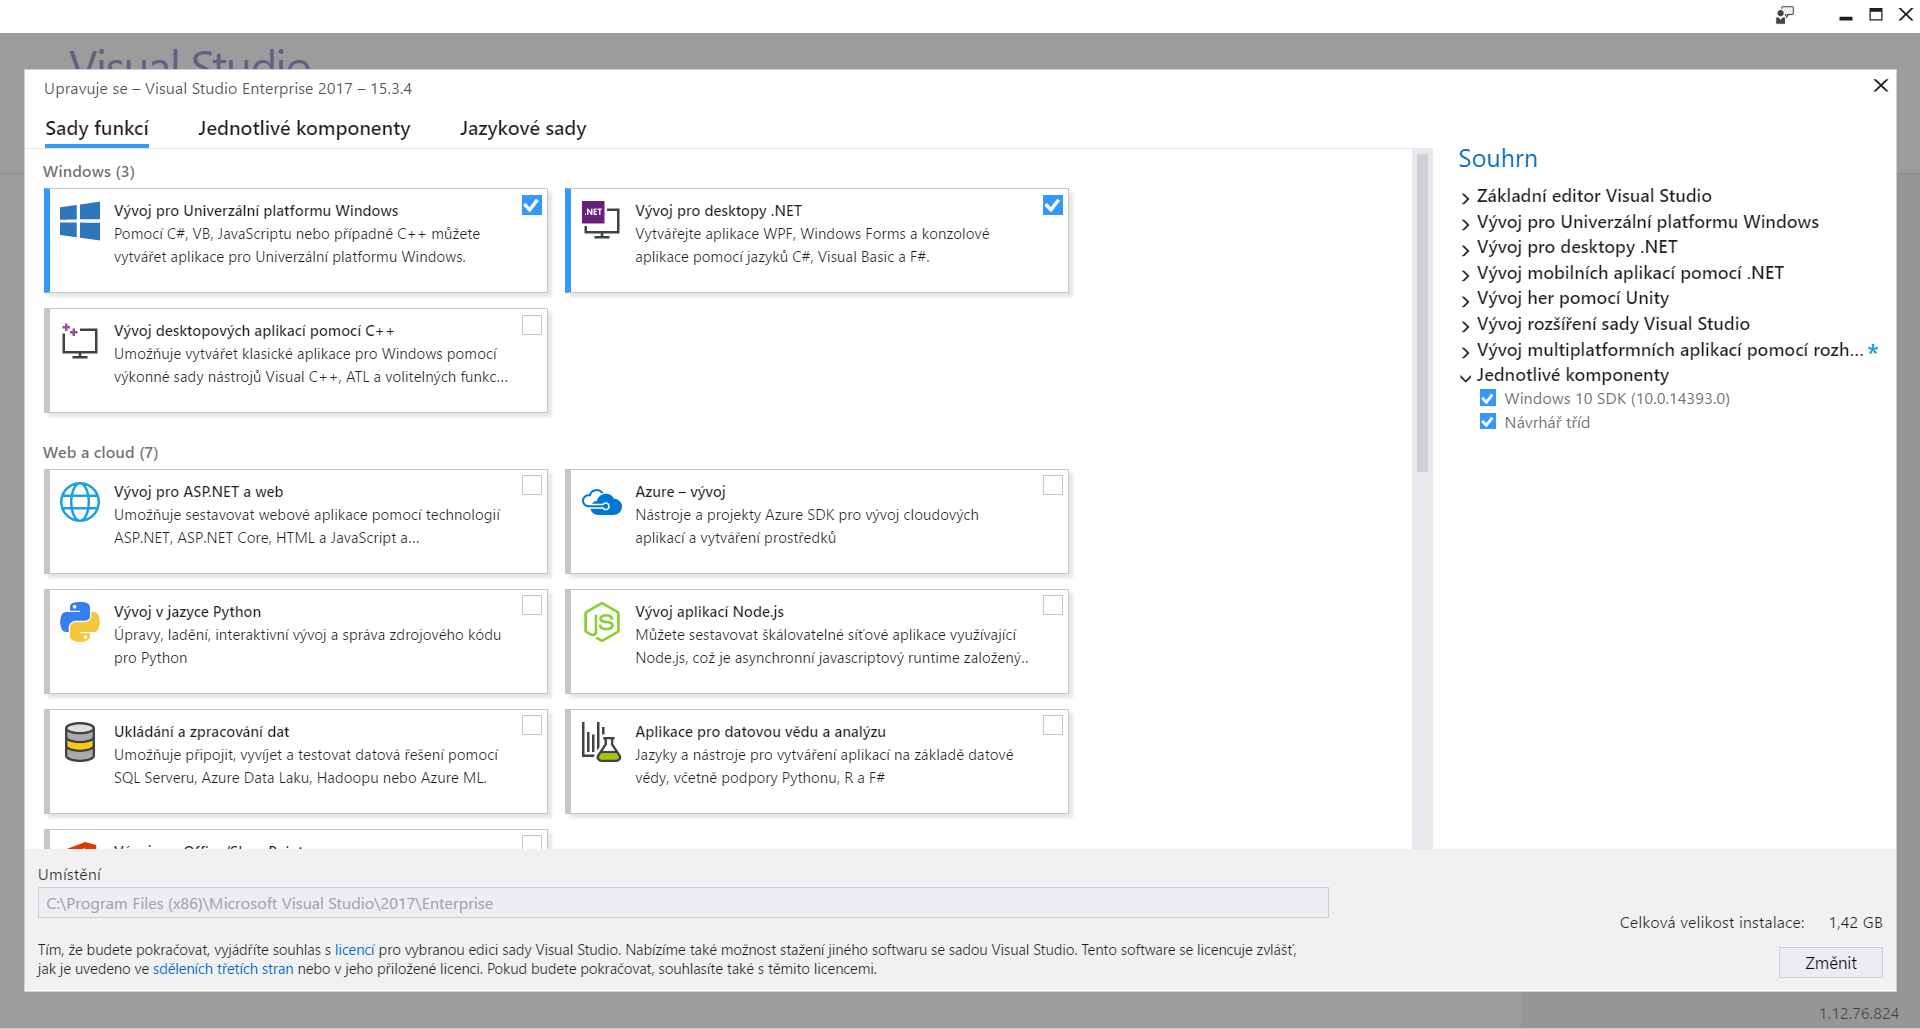 Visual Studio
Upravuje se – Visual Studio Enterprise 2017 – 15.3.4
Sady funkcí
Jednotlivé komponenty
Jazykové sady
Windows (3)
Vývoj pro Univerzální platformu Windows
Pomocí C#, VB, JavaScriptu nebo případně C++ můžete
vytvářet aplikace pro Univerzální platformu Windows.
.NET
Vývoj pro desktopy .NET
Vytvářejte aplikace WPF, Windows Forms a konzolové
aplikace pomocí jazyků C#, Visual Basic a F#.
Vývoj desktopových aplikací pomocí C++
Umožňuje vytvářet klasické aplikace pro Windows pomocí
výkonné sady nástrojů Visual C++, ATL a volitelných funkc...
Web a cloud (7)
Vývoj pro ASP.NET a web
Umožňuje sestavovat webové aplikace pomocí technologií
ASP.NET, ASP.NET Core, HTML a JavaScript a...
Azure – vývoj
Nástroje a projekty Azure SDK pro vývoj cloudových
aplikací a vytváření prostředků
Vývoj v jazyce Python
Úpravy, ladění, interaktivní vývoj a správa zdrojového kódu
pro Python
JS
Vývoj aplikací Node.js
Můžete sestavovat škálovatelné síťové aplikace využívající
Node.js, což je asynchronní javascriptový runtime založený..
Ukládání a zpracování dat
Umožňuje připojit, vyvíjet a testovat datová řešení pomocí
SQL Serveru, Azure Data Laku, Hadoopu nebo Azure ML.
Aplikace pro datovou vědu a analýzu
Jazyky a nástroje pro vytváření aplikací na základě datové
vědy, včetně podpory Pythonu, R a F#
Souhrn
Základní editor Visual Studio
Vývoj pro Univerzální platformu Windows
Vývoj pro desktopy .NET
Vývoj mobilních aplikací pomocí .NET
Vývoj her pomocí Unity
Vývoj rozšíření sady Visual Studio
Vývoj multiplatformních aplikací pomocí rozh... *
Jednotlivé komponenty
Windows 10 SDK (10.0.14393.0)
Návrhář tříd
Umístění
C:\Program Files (x86)\Microsoft Visual Studio\2017\Enterprise
Celková velikost instalace: 1,42 GB
Tím, že budete pokračovat, vyjádříte souhlas s licencí pro vybranou edici sady Visual Studio. Nabízíme také možnost stažení jiného softwaru se sadou Visual Studio. Tento software se licencuje zvlášť,
jak je uvedeno ve sděleních třetích stran nebo v jeho přiložené licenci. Pokud budete pokračovat, souhlasíte také s těmito licencemi.
Změnit
1.12.76.824